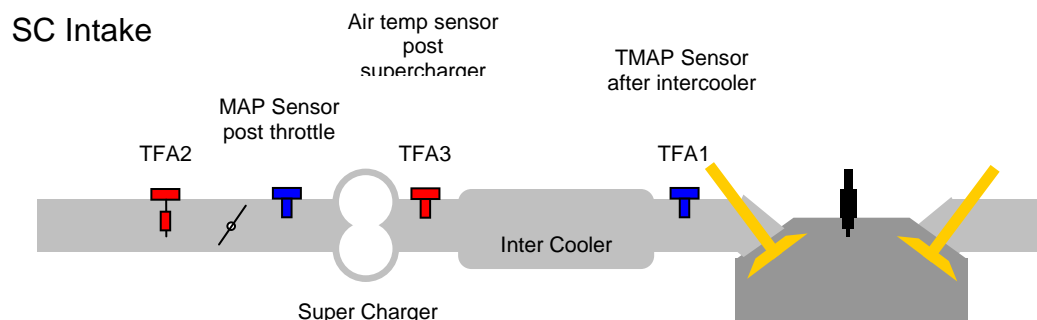 SC Intake
Air temp sensor
post
supercharger
TMAP Sensor
after intercooler
MAP Sensor
post throttle
TFA2
TFA3
TFA1
Inter Cooler
Super Charger